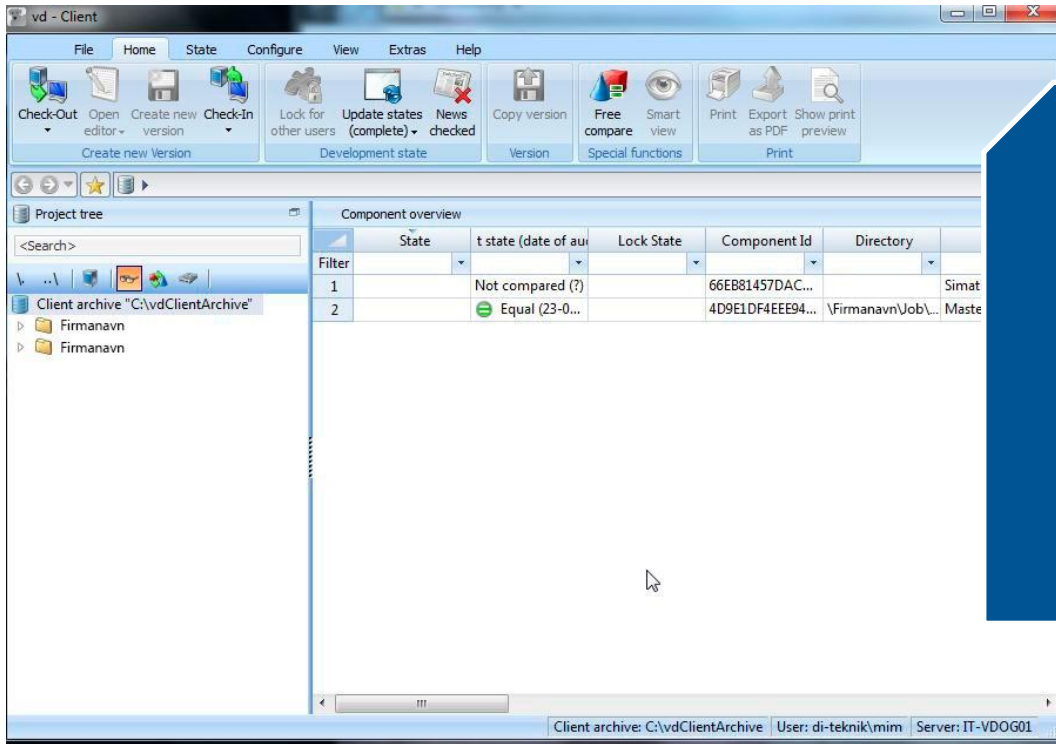 vd - Client
File Home State Configure View Extras Help
Check-Out Open editor Create new version Check-In
Create new Version
Lock for other users Update states (complete) News checked
Development state
Copy version
Version
Free compare Smart view
Special functions
Print Export as PDF Show print preview
Print
Project tree
<Search>
\. ..\
Client archive "C:\vdClientArchive"
Firmanavn
Firmanavn
Component overview
State t state (date of au Lock State Component Id Directory
Filter
1 Not compared (?) 66EB81457DAC... Simat
2 Equal (23-0... 4D9E1DF4EEE94... \Firmanavn\Job\... Maste
Client archive: C:\vdClientArchive User: di-teknik\mim Server: IT-VDOG01